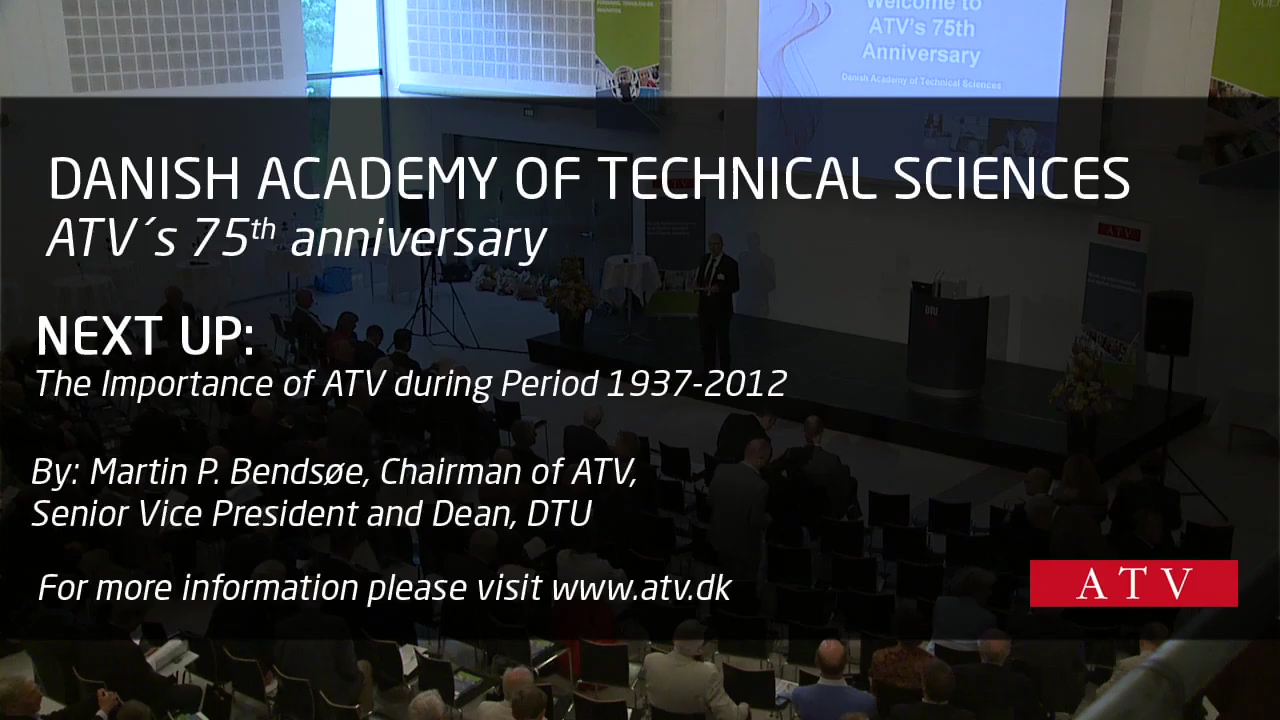 Welcome to
ATV's 75th
Anniversary
Danish Academy of Technical Sciences
DANISH ACADEMY OF TECHNICAL SCIENCES
ATV´s 75th anniversary
ATV
NEXT UP:
The Importance of ATV during Period 1937-2012
DTU
By: Martin P. Bendsøe, Chairman of ATV,
Senior Vice President and Dean, DTU
For more information please visit www.atv.dk
ATV